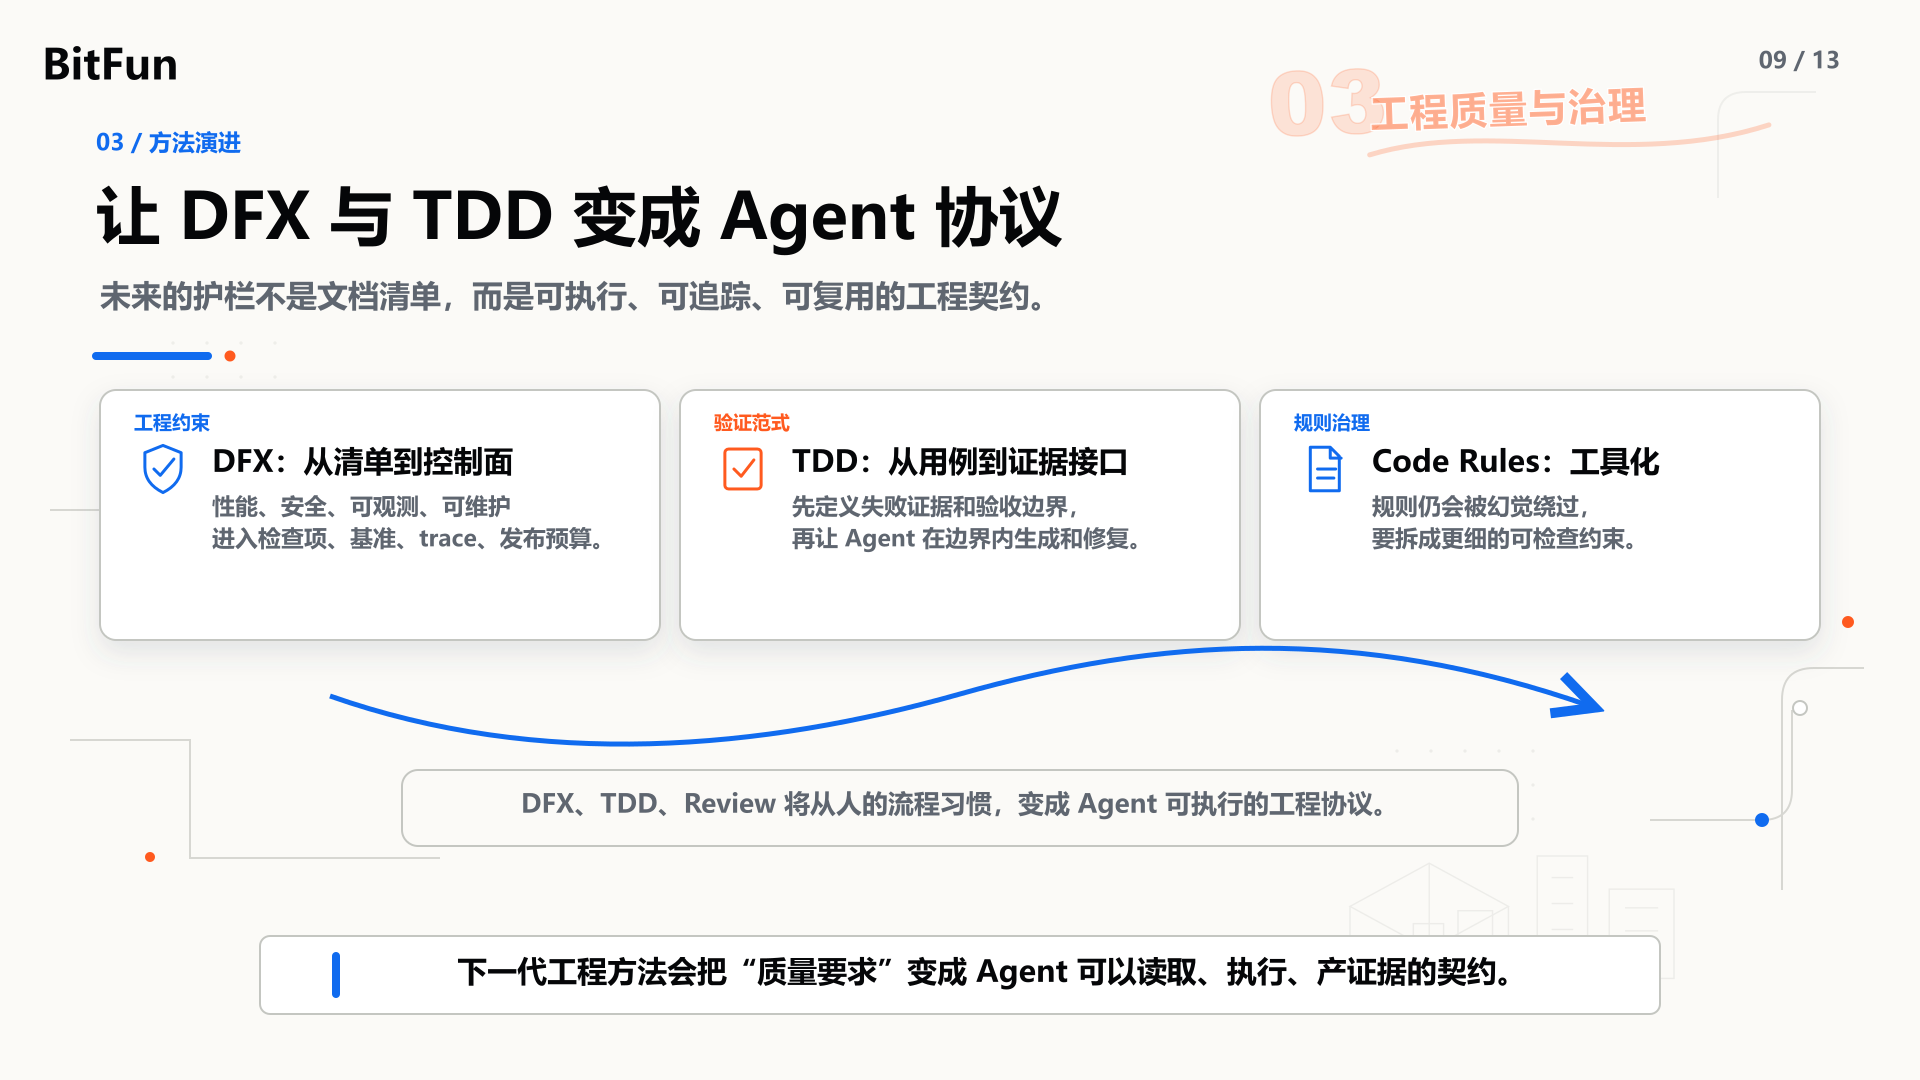 BitFun
09 / 13
03
工程质量与治理
03 / 方法演进
让 DFX 与 TDD 变成 Agent 协议
未来的护栏不是文档清单，而是可执行、可追踪、可复用的工程契约。
工程约束
DFX：从清单到控制面
性能、安全、可观测、可维护
进入检查项、基准、trace、发布预算。
验证范式
TDD：从用例到证据接口
先定义失败证据和验收边界，
再让 Agent 在边界内生成和修复。
规则治理
Code Rules：工具化
规则仍会被幻觉绕过，
要拆成更细的可检查约束。
DFX、TDD、Review 将从人的流程习惯，变成 Agent 可执行的工程协议。
下一代工程方法会把“质量要求”变成 Agent 可以读取、执行、产证据的契约。